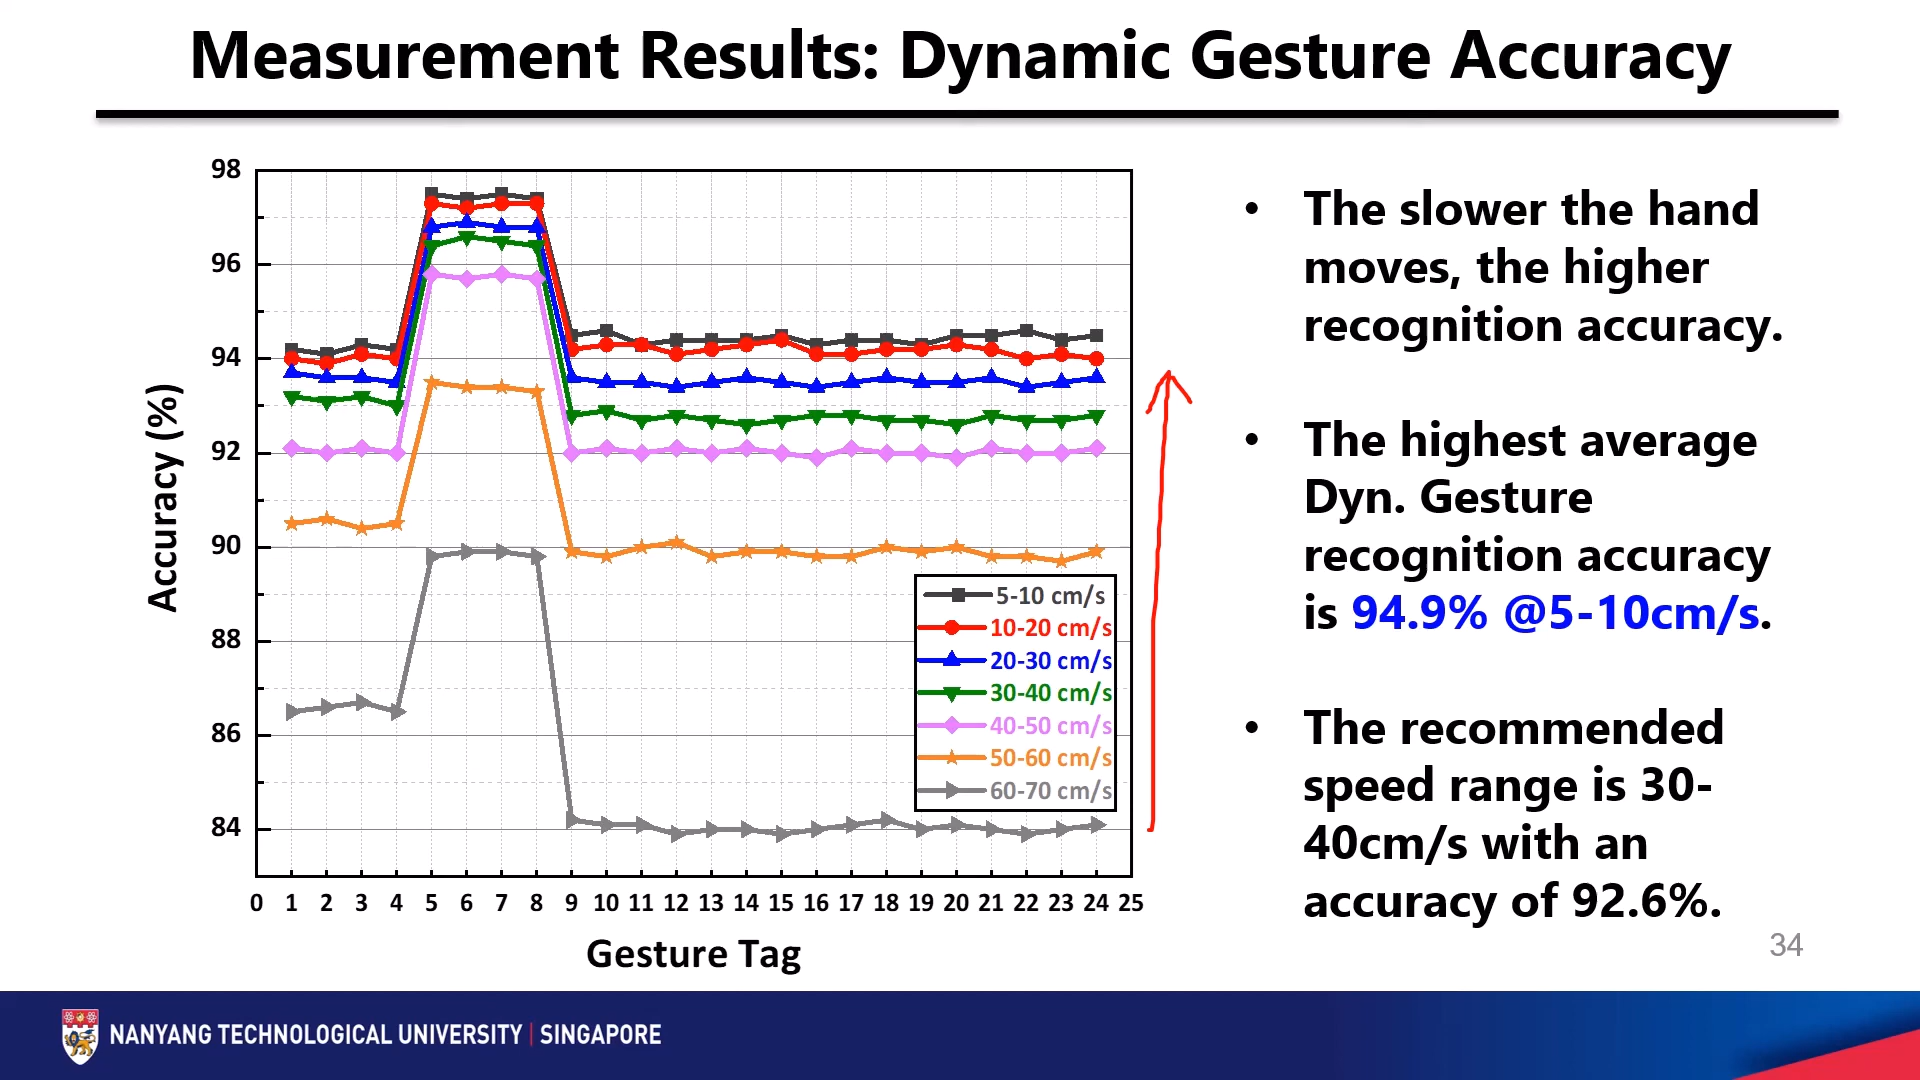 Measurement Results: Dynamic Gesture Accuracy
98
96
94
92
90
88
86
84
Accuracy (%)
0 1 2 3 4 5 6 7 8 9 10 11 12 13 14 15 16 17 18 19 20 21 22 23 24 25
Gesture Tag
5-10 cm/s
10-20 cm/s
20-30 cm/s
30-40 cm/s
40-50 cm/s
50-60 cm/s
60-70 cm/s
• The slower the hand
moves, the higher
recognition accuracy.
• The highest average
Dyn. Gesture
recognition accuracy
is 94.9% @5-10cm/s.
• The recommended
speed range is 30-
40cm/s with an
accuracy of 92.6%.
34
NANYANG TECHNOLOGICAL UNIVERSITY | SINGAPORE